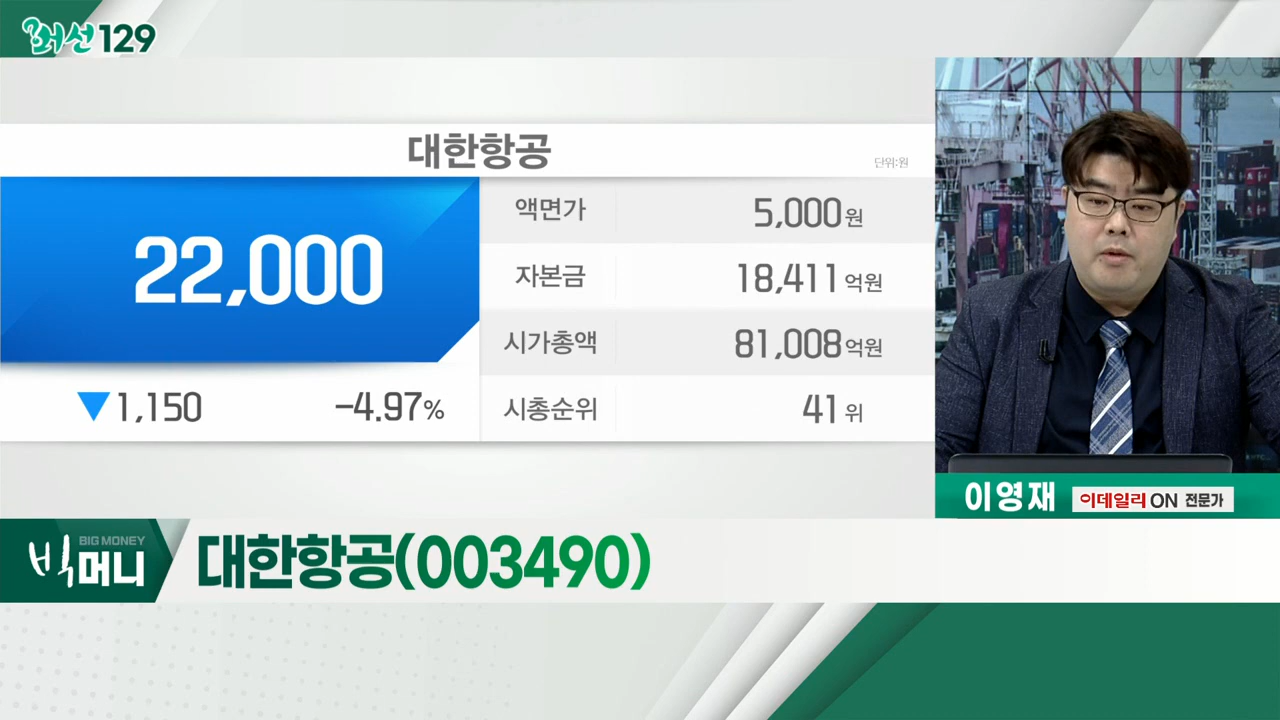 머선129
대한항공
단위:원
22,000
▼1,150 -4.97%
액면가 5,000원
자본금 18,411억원
시가총액 81,008억원
시총순위 41위
이영재 이데일리ON 전문가
BIG MONEY
빅머니
대한항공(003490)